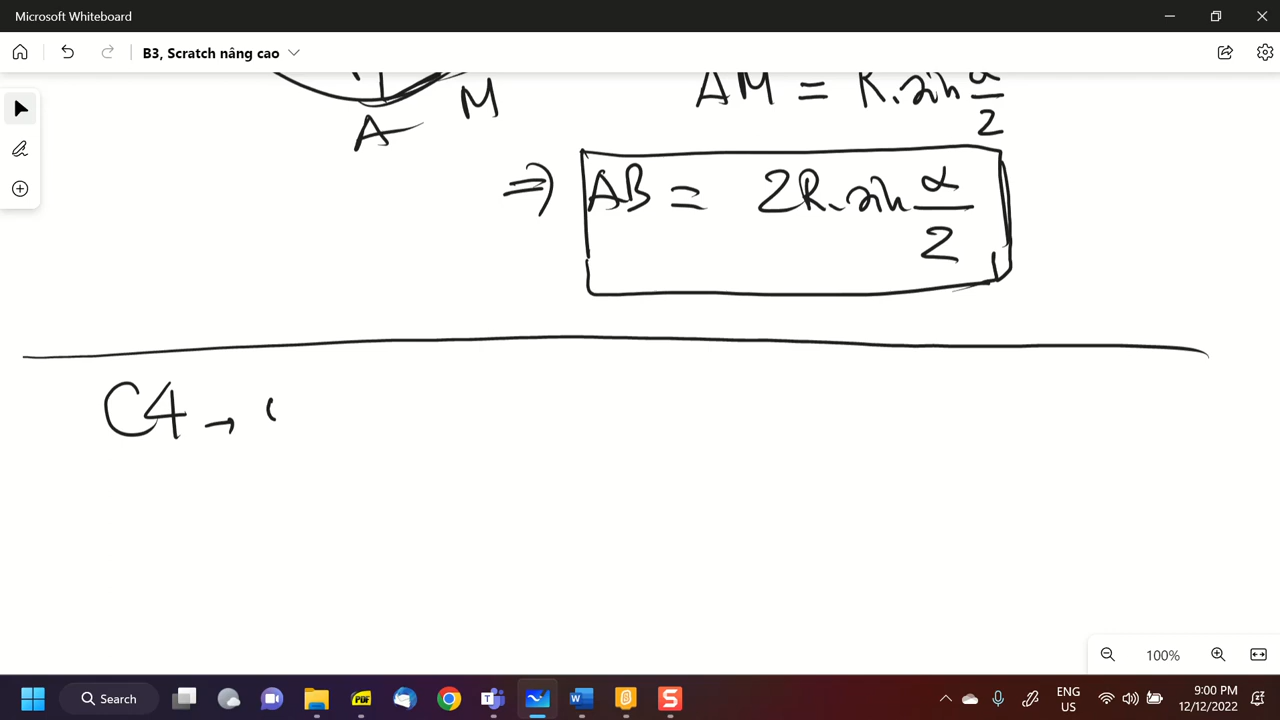 Microsoft Whiteboard
B3, Scratch nâng cao
M
A
AM = R.sin α/2
=> AB = 2R.sin α/2
C4 →
100%
Search
PDF
W
S
ENG
US
9:00 PM
12/12/2022